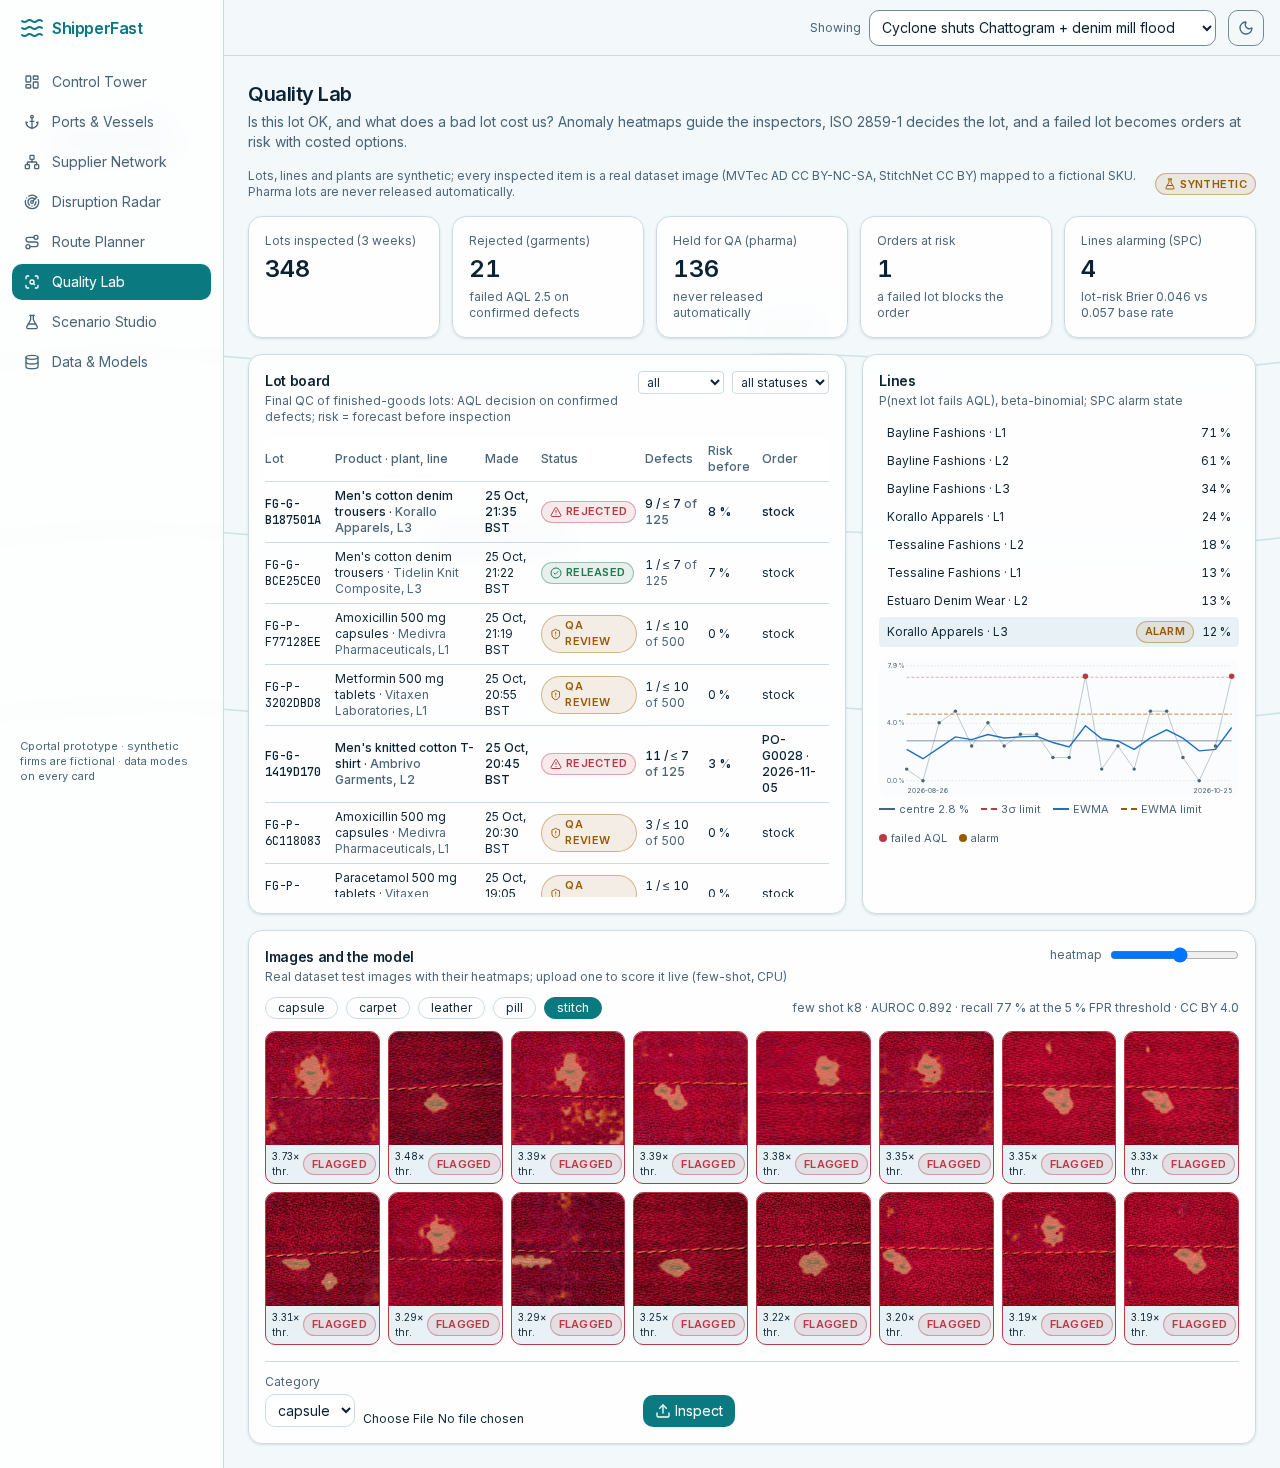 ShipperFast
Control Tower
Ports & Vessels
Supplier Network
Disruption Radar
Route Planner
Quality Lab
Scenario Studio
Data & Models
Cportal prototype · synthetic
firms are fictional · data modes
on every card
Showing
Cyclone shuts Chattogram + denim mill flood
Quality Lab
Is this lot OK, and what does a bad lot cost us? Anomaly heatmaps guide the inspectors, ISO 2859-1 decides the lot, and a failed lot becomes orders at
risk with costed options.
Lots, lines and plants are synthetic; every inspected item is a real dataset image (MVTec AD CC BY-NC-SA, StitchNet CC BY) mapped to a fictional SKU.
Pharma lots are never released automatically.
SYNTHETIC
Lots inspected (3 weeks)
348
Rejected (garments)
21
failed AQL 2.5 on
confirmed defects
Held for QA (pharma)
136
never released
automatically
Orders at risk
1
a failed lot blocks the
order
Lines alarming (SPC)
4
lot-risk Brier 0.046 vs
0.057 base rate
Lot board
Final QC of finished-goods lots: AQL decision on confirmed
defects; risk = forecast before inspection
all
all statuses
Lot Product · plant, line Made Status Defects Risk before Order
FG-G-B187501A Men's cotton denim trousers · Korallo Apparels, L3 25 Oct, 21:35 BST REJECTED 9 / ≤ 7 of 125 8 % stock
FG-G-BCE25CE0 Men's cotton denim trousers · Tidelin Knit Composite, L3 25 Oct, 21:22 BST RELEASED 1 / ≤ 7 of 125 7 % stock
FG-P-F77128EE Amoxicillin 500 mg capsules · Medivra Pharmaceuticals, L1 25 Oct, 21:19 BST QA REVIEW 1 / ≤ 10 of 500 0 % stock
FG-P-3202DBD8 Metformin 500 mg tablets · Vitaxen Laboratories, L1 25 Oct, 20:55 BST QA REVIEW 1 / ≤ 10 of 500 0 % stock
FG-G-1419D170 Men's knitted cotton T-shirt · Ambrivo Garments, L2 25 Oct, 20:45 BST REJECTED 11 / ≤ 7 of 125 3 % PO-G0028 · 2026-11-05
FG-P-6C118083 Amoxicillin 500 mg capsules · Medivra Pharmaceuticals, L1 25 Oct, 20:30 BST QA REVIEW 3 / ≤ 10 of 500 0 % stock
FG-P- Paracetamol 500 mg tablets · Vitaxen 25 Oct, 19:05 QA 1 / ≤ 10 0 % stock
Lines
P(next lot fails AQL), beta-binomial; SPC alarm state
Bayline Fashions · L1 71 %
Bayline Fashions · L2 61 %
Bayline Fashions · L3 34 %
Korallo Apparels · L1 24 %
Tessaline Fashions · L2 18 %
Tessaline Fashions · L1 13 %
Estuaro Denim Wear · L2 13 %
Korallo Apparels · L3 ALARM 12 %
7.9 %
4.0 %
0.0 %
2026-08-26 2026-10-25
centre 2.8 % 3σ limit EWMA EWMA limit
failed AQL alarm
Images and the model
Real dataset test images with their heatmaps; upload one to score it live (few-shot, CPU)
heatmap
capsule carpet leather pill stitch
few shot k8 · AUROC 0.892 · recall 77 % at the 5 % FPR threshold · CC BY 4.0
3.73× thr. FLAGGED
3.48× thr. FLAGGED
3.39× thr. FLAGGED
3.39× thr. FLAGGED
3.38× thr. FLAGGED
3.35× thr. FLAGGED
3.35× thr. FLAGGED
3.33× thr. FLAGGED
3.31× thr. FLAGGED
3.29× thr. FLAGGED
3.29× thr. FLAGGED
3.25× thr. FLAGGED
3.22× thr. FLAGGED
3.20× thr. FLAGGED
3.19× thr. FLAGGED
3.19× thr. FLAGGED
Category
capsule
Choose File No file chosen
Inspect